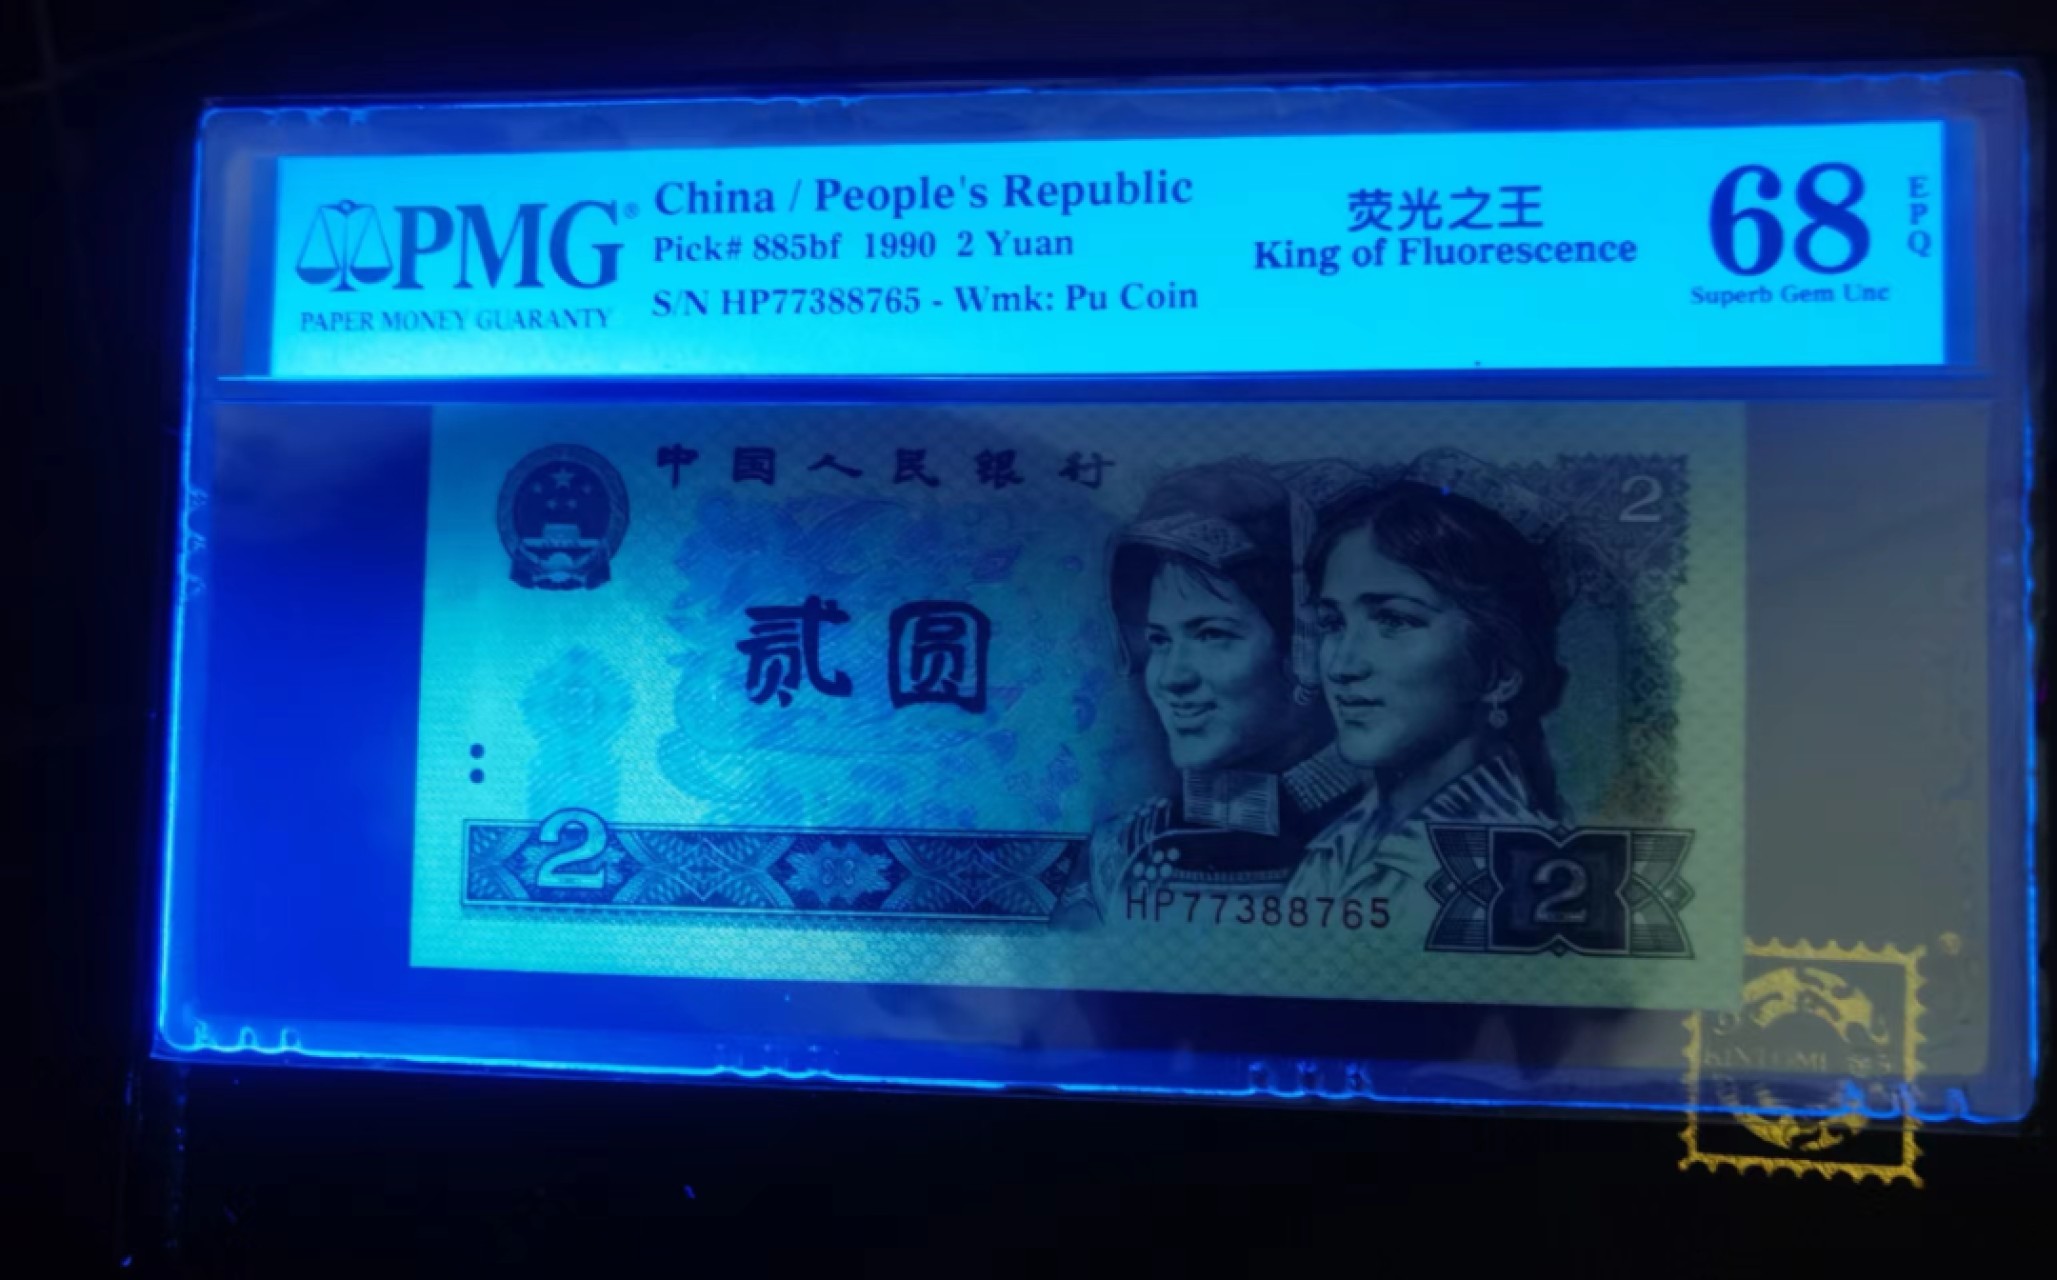 PMG®
PAPER MONEY GUARANTY
China / People's Republic
Pick# 885bf 1990 2 Yuan
S/N HP77388765 - Wmk: Pu Coin
荧光之王
King of Fluorescence
68
EPQ
Superb Gem Unc
中国人民银行
2
贰圆
2
HP77388765
2